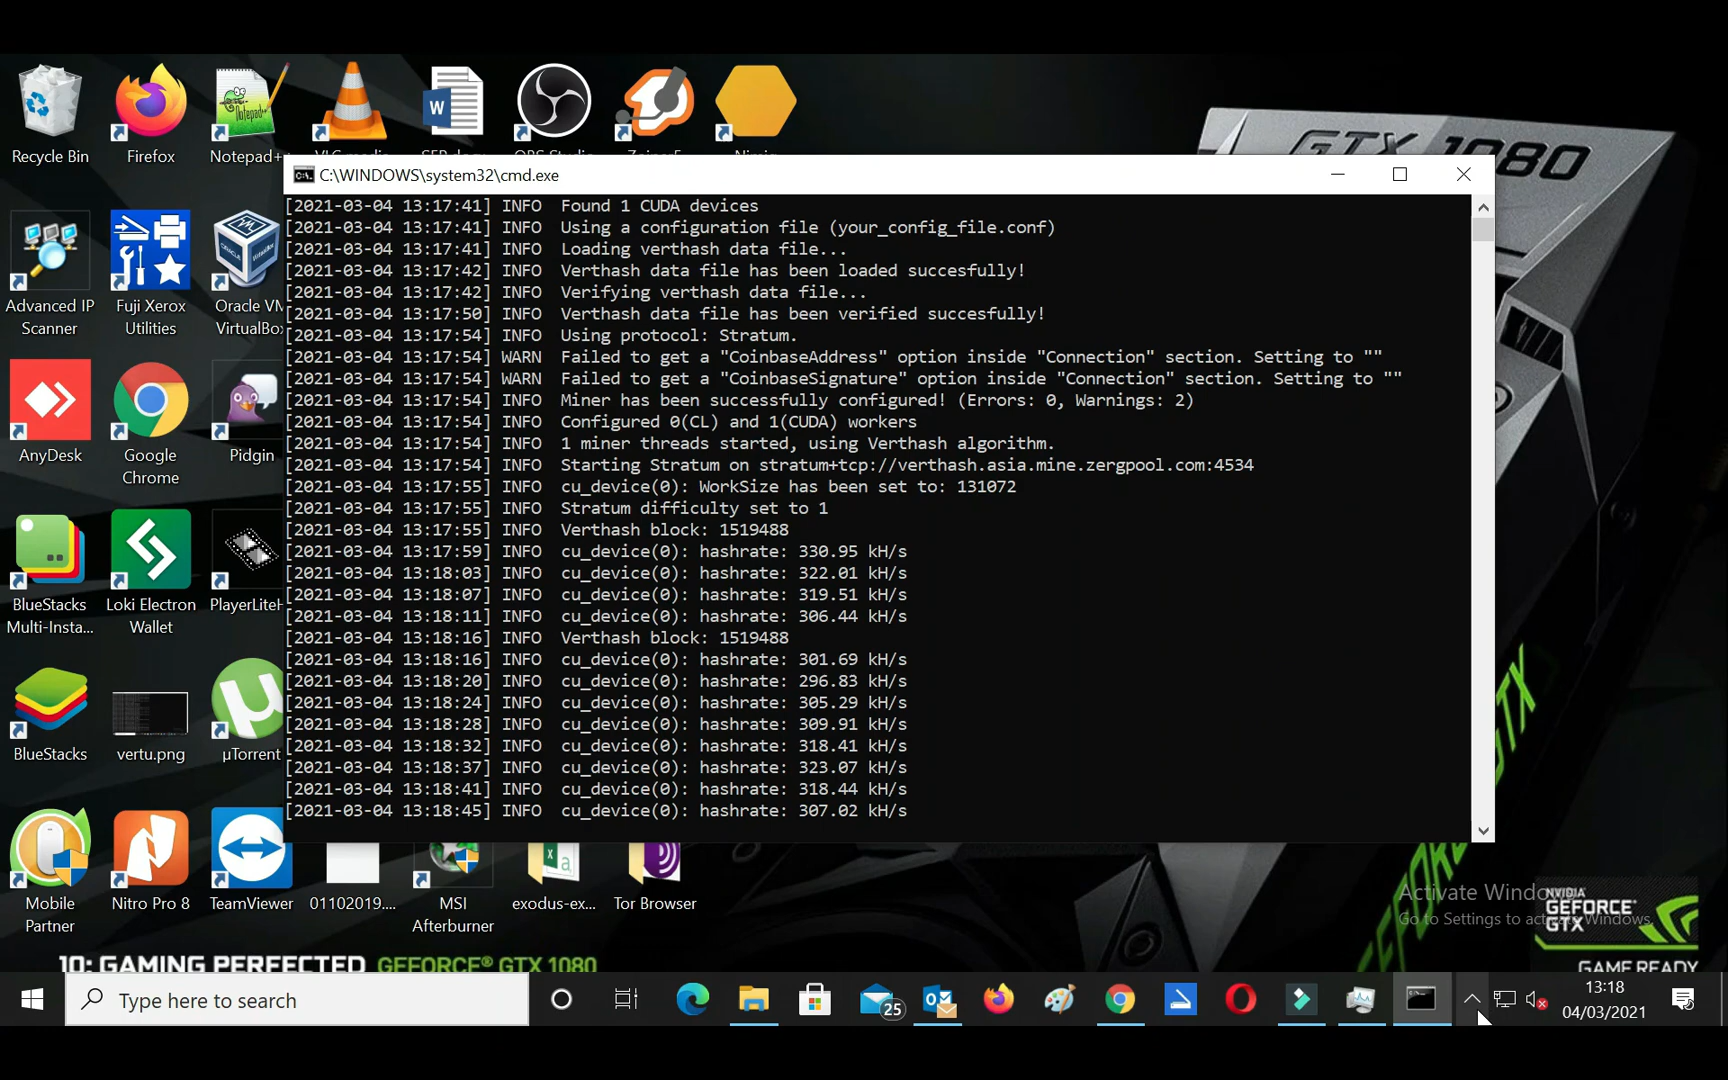 GTX 1080
Recycle Bin
Firefox
Notepad+
C:\WINDOWS\system32\cmd.exe
[2021-03-04 13:17:41] INFO Found 1 CUDA devices
[2021-03-04 13:17:41] INFO Using a configuration file (your_config_file.conf)
[2021-03-04 13:17:41] INFO Loading verthash data file...
[2021-03-04 13:17:42] INFO Verthash data file has been loaded succesfully!
[2021-03-04 13:17:42] INFO Verifying verthash data file...
[2021-03-04 13:17:50] INFO Verthash data file has been verified succesfully!
[2021-03-04 13:17:54] INFO Using protocol: Stratum.
[2021-03-04 13:17:54] WARN Failed to get a "CoinbaseAddress" option inside "Connection" section. Setting to ""
[2021-03-04 13:17:54] WARN Failed to get a "CoinbaseSignature" option inside "Connection" section. Setting to ""
[2021-03-04 13:17:54] INFO Miner has been successfully configured! (Errors: 0, Warnings: 2)
[2021-03-04 13:17:54] INFO Configured 0(CL) and 1(CUDA) workers
[2021-03-04 13:17:54] INFO 1 miner threads started, using Verthash algorithm.
[2021-03-04 13:17:54] INFO Starting Stratum on stratum+tcp://verthash.asia.mine.zergpool.com:4534
[2021-03-04 13:17:55] INFO cu_device(0): WorkSize has been set to: 131072
[2021-03-04 13:17:55] INFO Stratum difficulty set to 1
[2021-03-04 13:17:55] INFO Verthash block: 1519488
[2021-03-04 13:17:59] INFO cu_device(0): hashrate: 330.95 kH/s
[2021-03-04 13:18:03] INFO cu_device(0): hashrate: 322.01 kH/s
[2021-03-04 13:18:07] INFO cu_device(0): hashrate: 319.51 kH/s
[2021-03-04 13:18:11] INFO cu_device(0): hashrate: 306.44 kH/s
[2021-03-04 13:18:16] INFO Verthash block: 1519488
[2021-03-04 13:18:16] INFO cu_device(0): hashrate: 301.69 kH/s
[2021-03-04 13:18:20] INFO cu_device(0): hashrate: 296.83 kH/s
[2021-03-04 13:18:24] INFO cu_device(0): hashrate: 305.29 kH/s
[2021-03-04 13:18:28] INFO cu_device(0): hashrate: 309.91 kH/s
[2021-03-04 13:18:32] INFO cu_device(0): hashrate: 318.41 kH/s
[2021-03-04 13:18:37] INFO cu_device(0): hashrate: 323.07 kH/s
[2021-03-04 13:18:41] INFO cu_device(0): hashrate: 318.44 kH/s
[2021-03-04 13:18:45] INFO cu_device(0): hashrate: 307.02 kH/s
Advanced IP
Scanner
Fuji Xerox
Utilities
Oracle VM
VirtualBox
AnyDesk
Google
Chrome
Pidgin
BlueStacks
Multi-Insta...
Loki Electron
Wallet
PlayerLiteH
BlueStacks
vertu.png
µTorrent
Mobile
Partner
Nitro Pro 8
TeamViewer
01102019....
MSI
Afterburner
exodus-ex...
Tor Browser
Activate Windo
Go to Settings to activate Windows.
NVIDIA
GEFORCE
GTX
GAME READY
10: GAMING PERFECTED GEFORCE® GTX 1080
Type here to search
25
13:18
04/03/2021